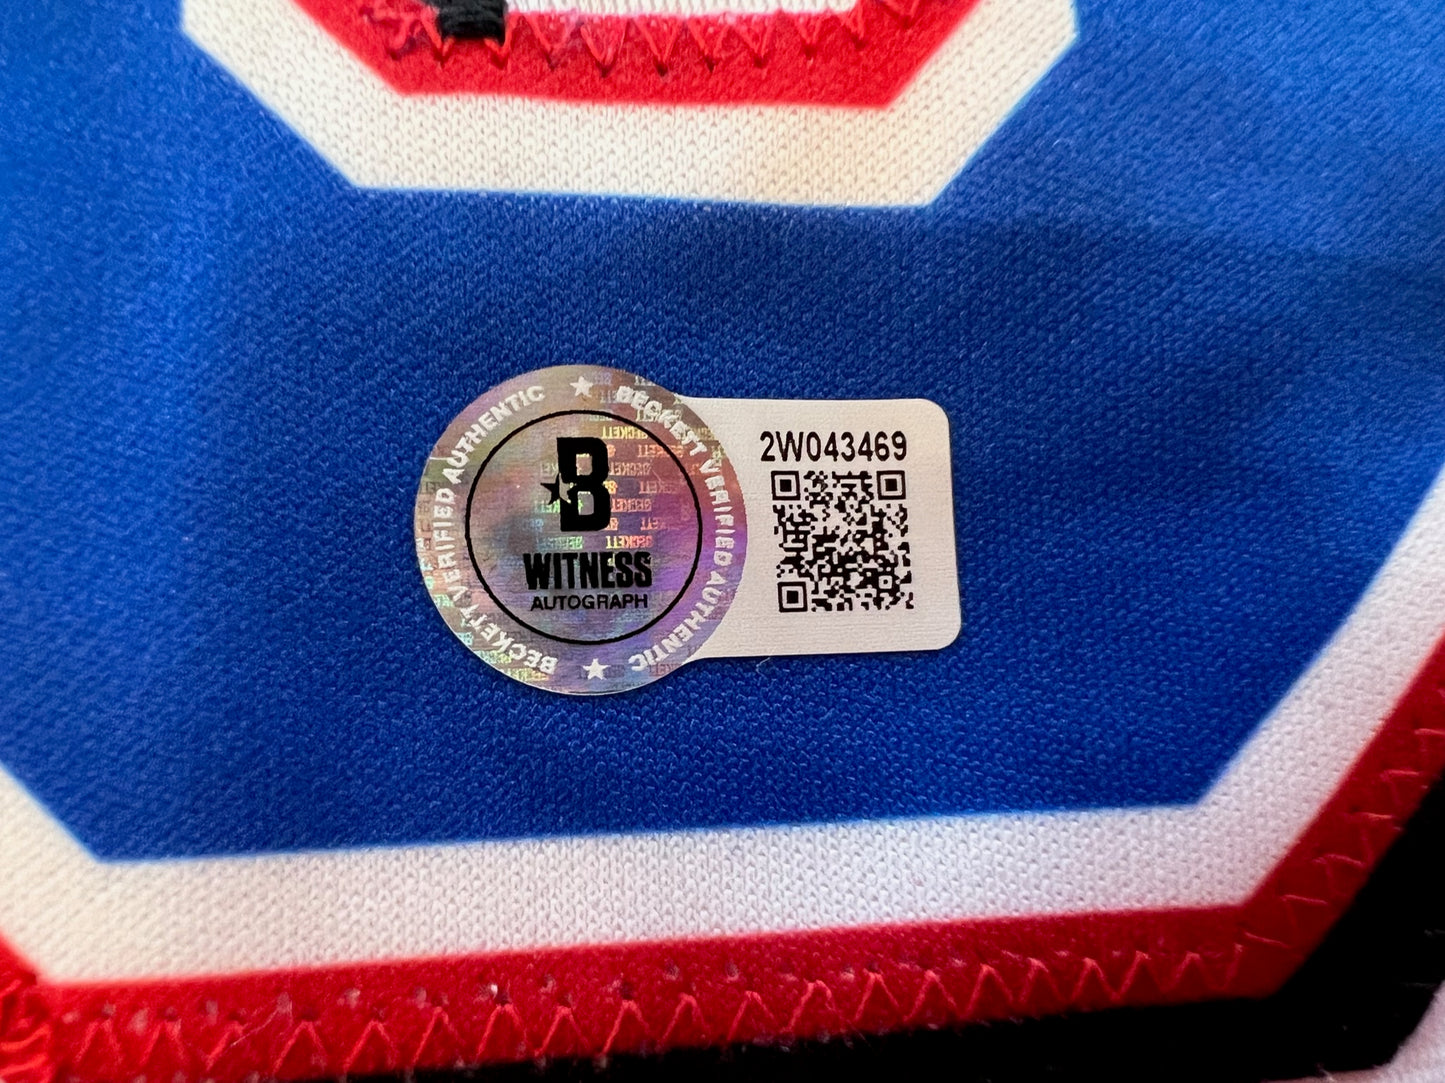 BECKETT VERIFIED AUTHENTIC ★ BECKETT VERIFIED AUTHENTIC ★
B
WITNESS
AUTOGRAPH
2W043469